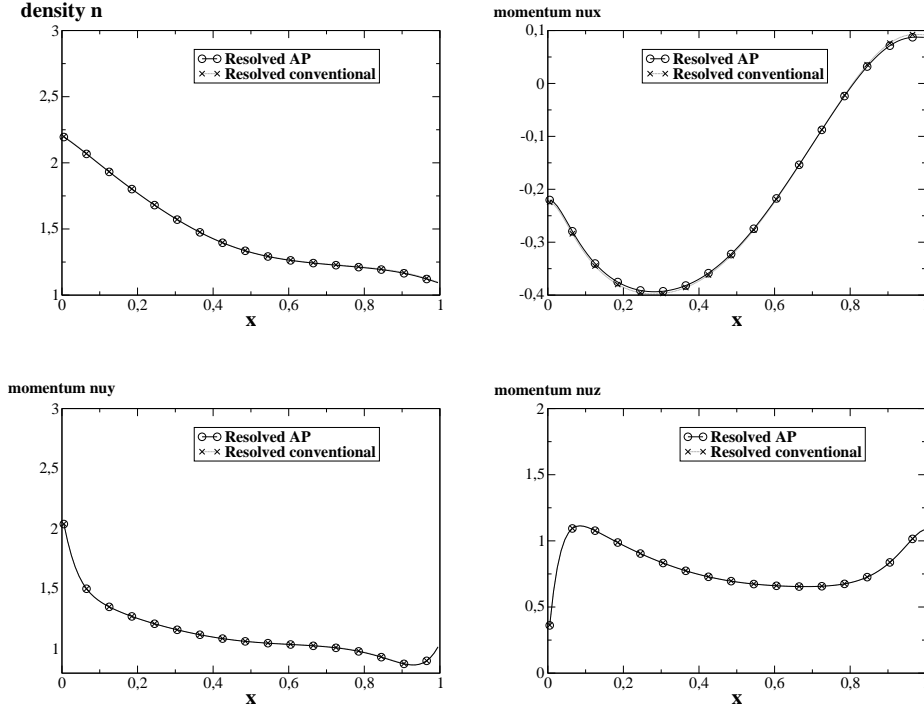 density n
3
2,5
2
1,5
1
0
0,2
0,4
0,6
0,8
1
x
Resolved AP
Resolved conventional
momentum nux
0,1
0
-0,1
-0,2
-0,3
-0,4
0
0,2
0,4
0,6
0,8
x
Resolved AP
Resolved conventional
momentum nuy
3
2,5
2
1,5
1
0
0,2
0,4
0,6
0,8
1
x
Resolved AP
Resolved conventional
momentum nuz
2
1,5
1
0,5
0
0
0,2
0,4
0,6
0,8
x
Resolved AP
Resolved conventional